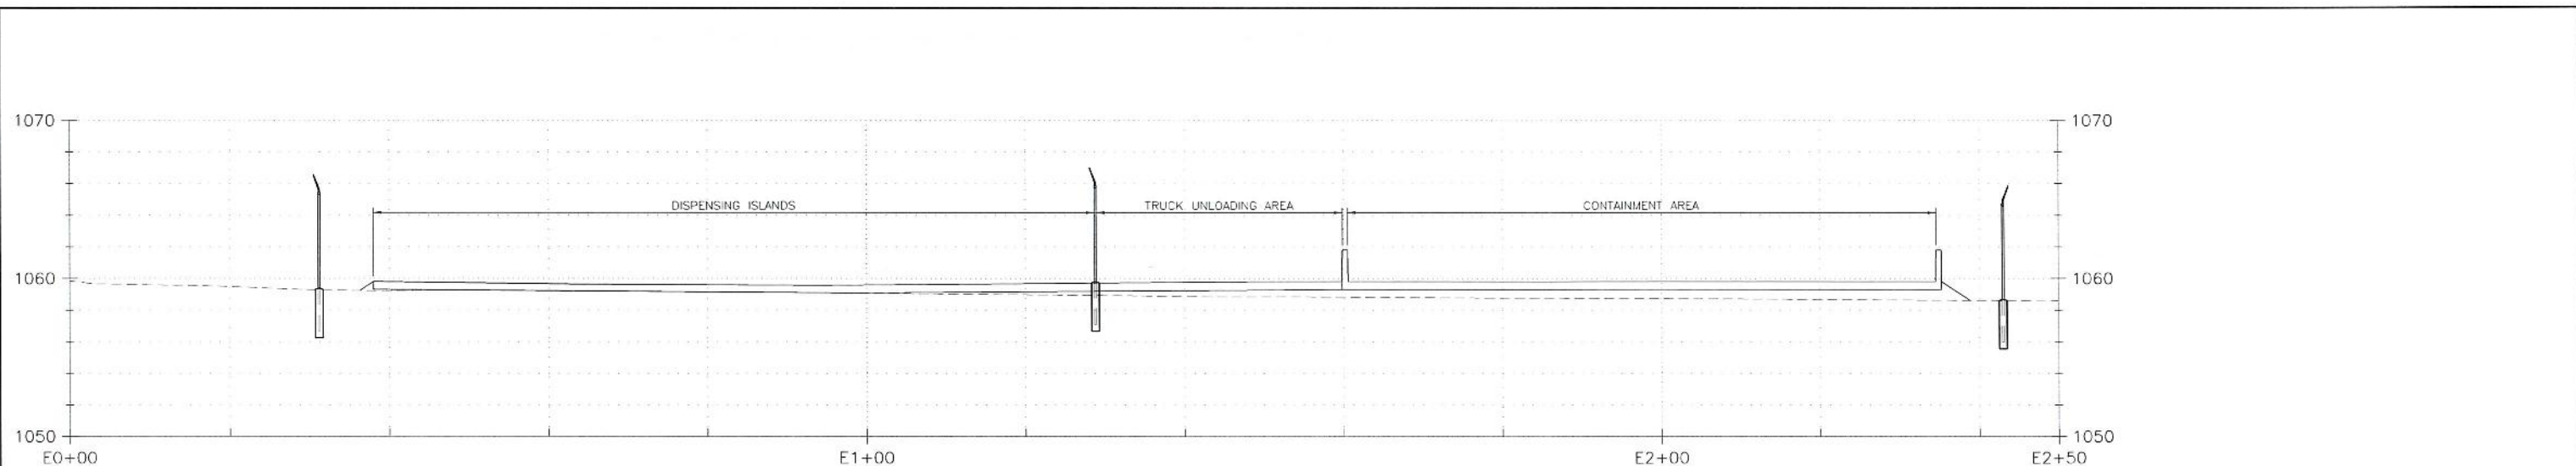 1070
1070
DISPENSING ISLANDS
TRUCK UNLOADING AREA
CONTAINMENT AREA
1060
1060
1050
1050
E0+00
E1+00
E2+00
E2+50